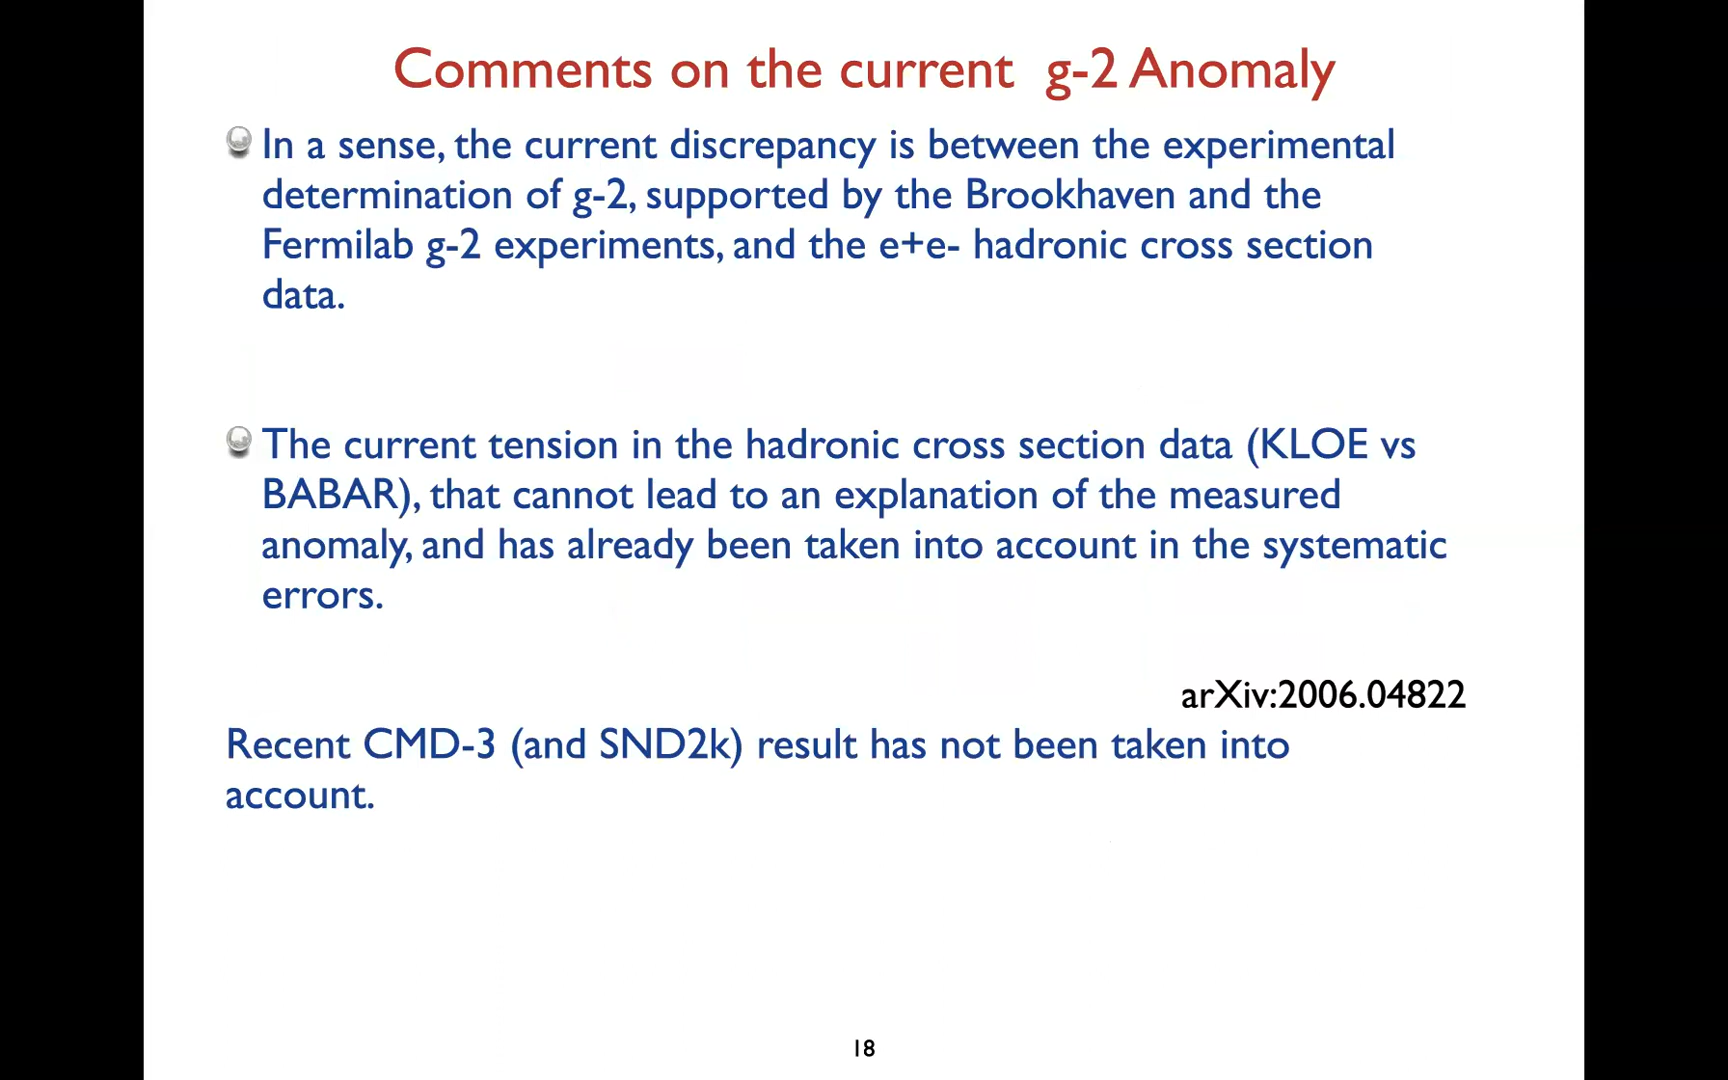 Comments on the current g-2 Anomaly
In a sense, the current discrepancy is between the experimental
determination of g-2, supported by the Brookhaven and the
Fermilab g-2 experiments, and the e+e- hadronic cross section
data.
The current tension in the hadronic cross section data (KLOE vs
BABAR), that cannot lead to an explanation of the measured
anomaly, and has already been taken into account in the systematic
errors.
arXiv:2006.04822
Recent CMD-3 (and SND2k) result has not been taken into
account.
18